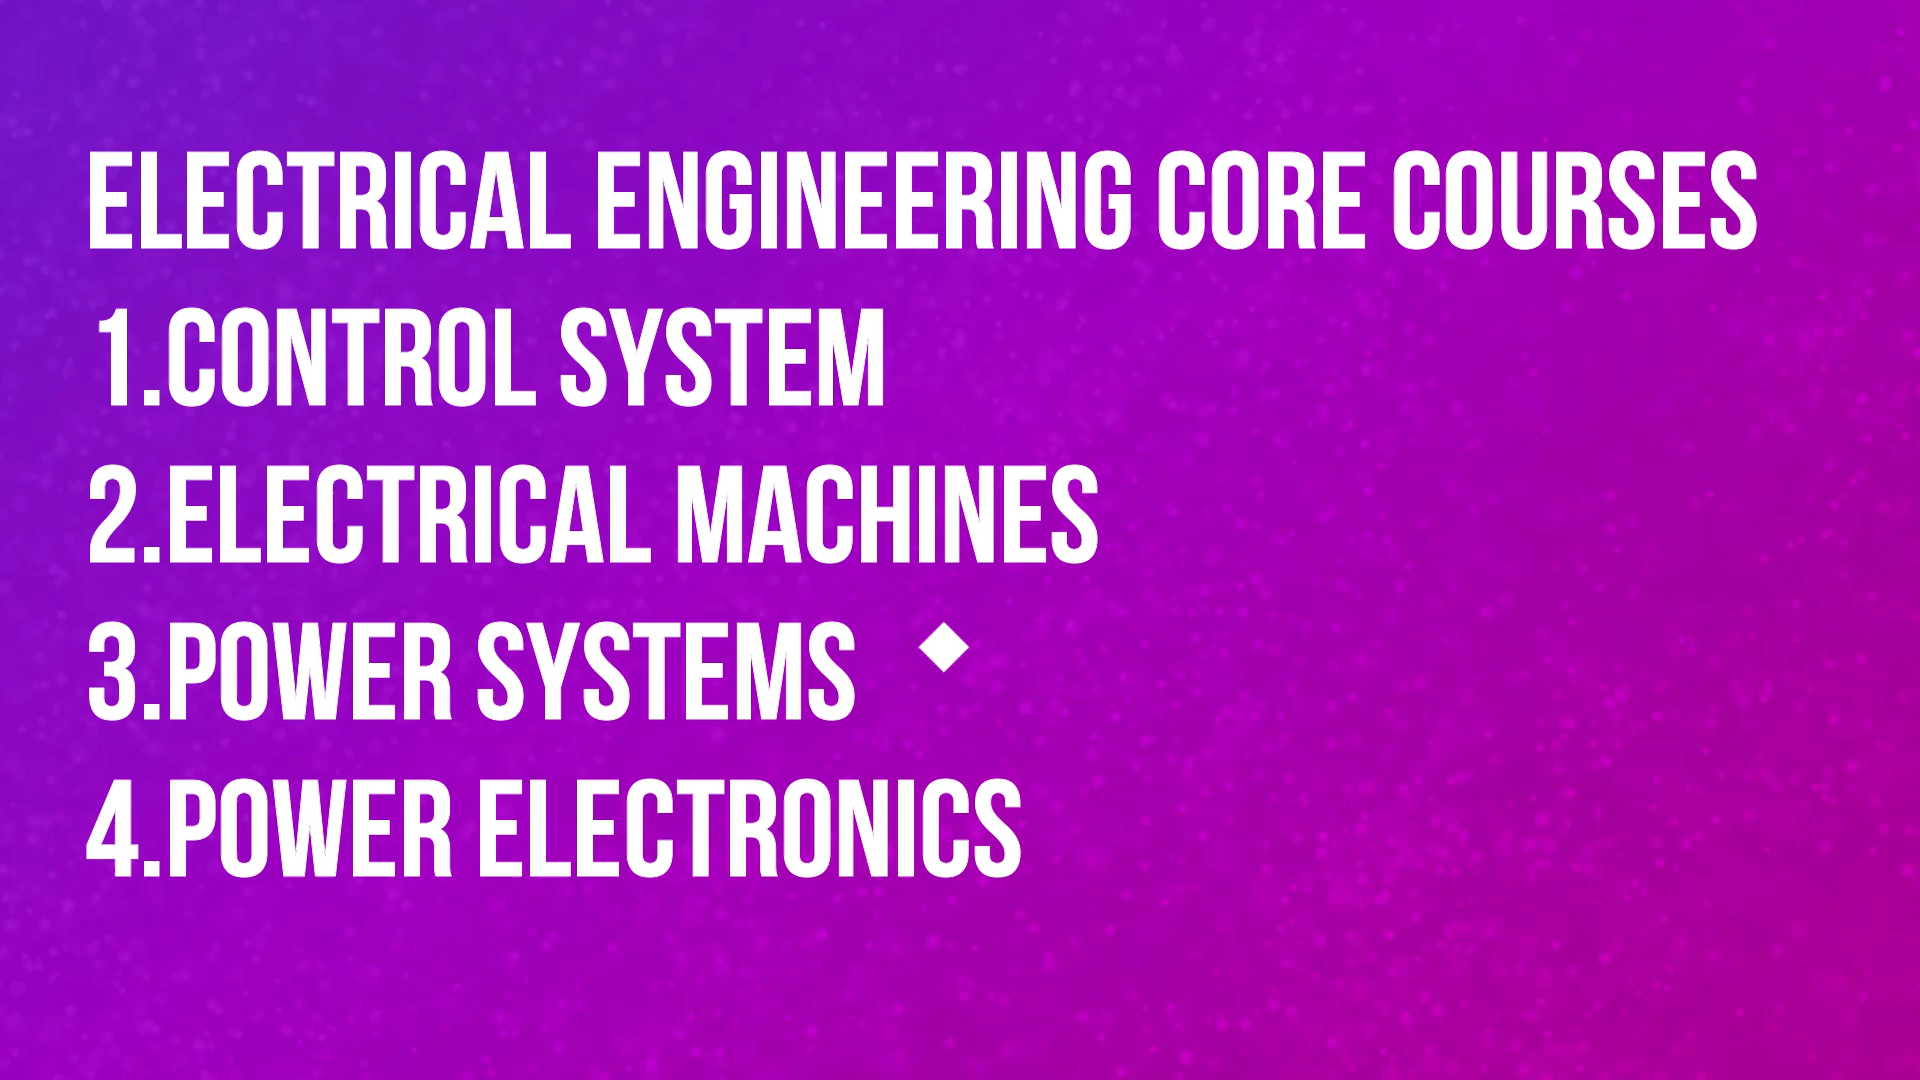 ELECTRICAL ENGINEERING CORE COURSES
1.CONTROL SYSTEM
2.ELECTRICAL MACHINES
3.POWER SYSTEMS
4.POWER ELECTRONICS